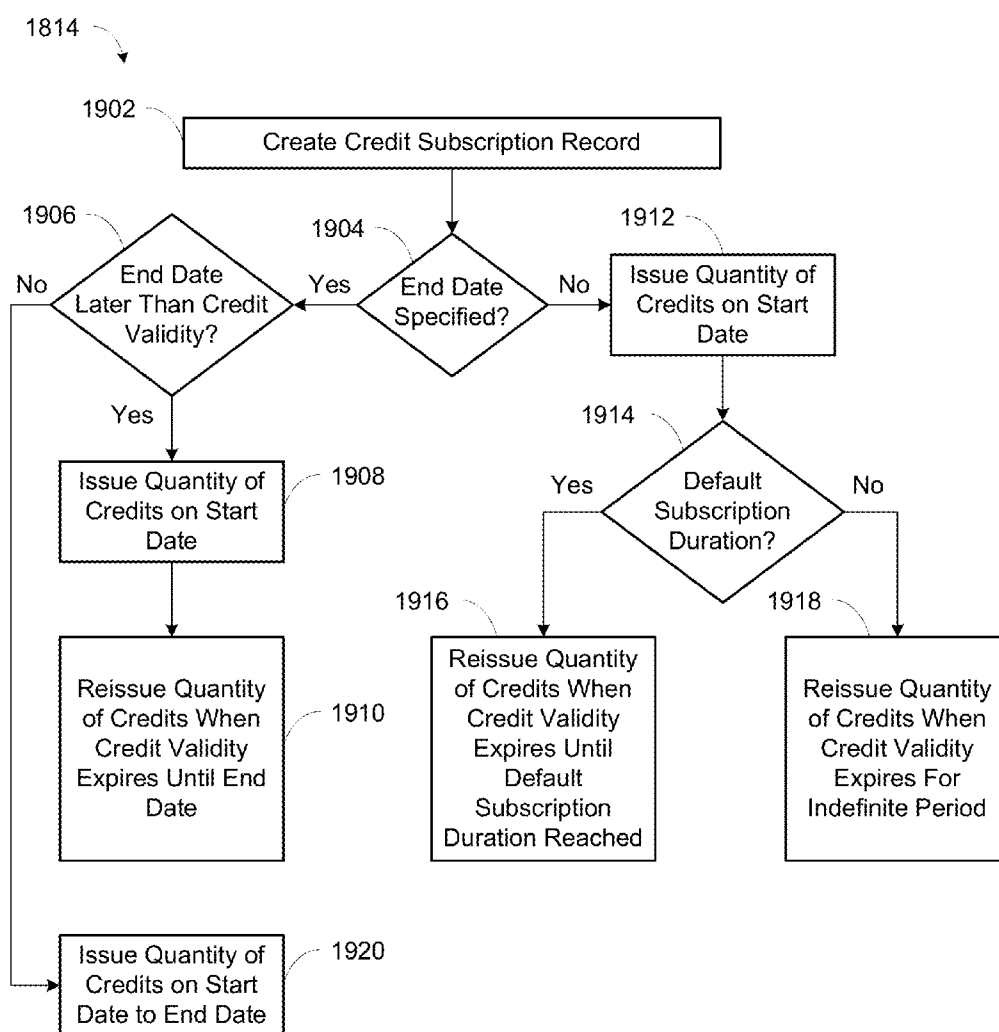 1814
1902
Create Credit Subscription Record
1906
End Date
Later Than Credit
Validity?
No
Yes
1904
End Date
Specified?
Yes
No
1912
Issue Quantity of
Credits on Start
Date
1908
Issue Quantity of
Credits on Start
Date
1914
Default
Subscription
Duration?
Yes
No
1910
Reissue Quantity
of Credits When
Credit Validity
Expires Until End
Date
1916
Reissue Quantity
of Credits When
Credit Validity
Expires Until
Default
Subscription
Duration Reached
1918
Reissue Quantity
of Credits When
Credit Validity
Expires For
Indefinite Period
1920
Issue Quantity of
Credits on Start
Date to End Date